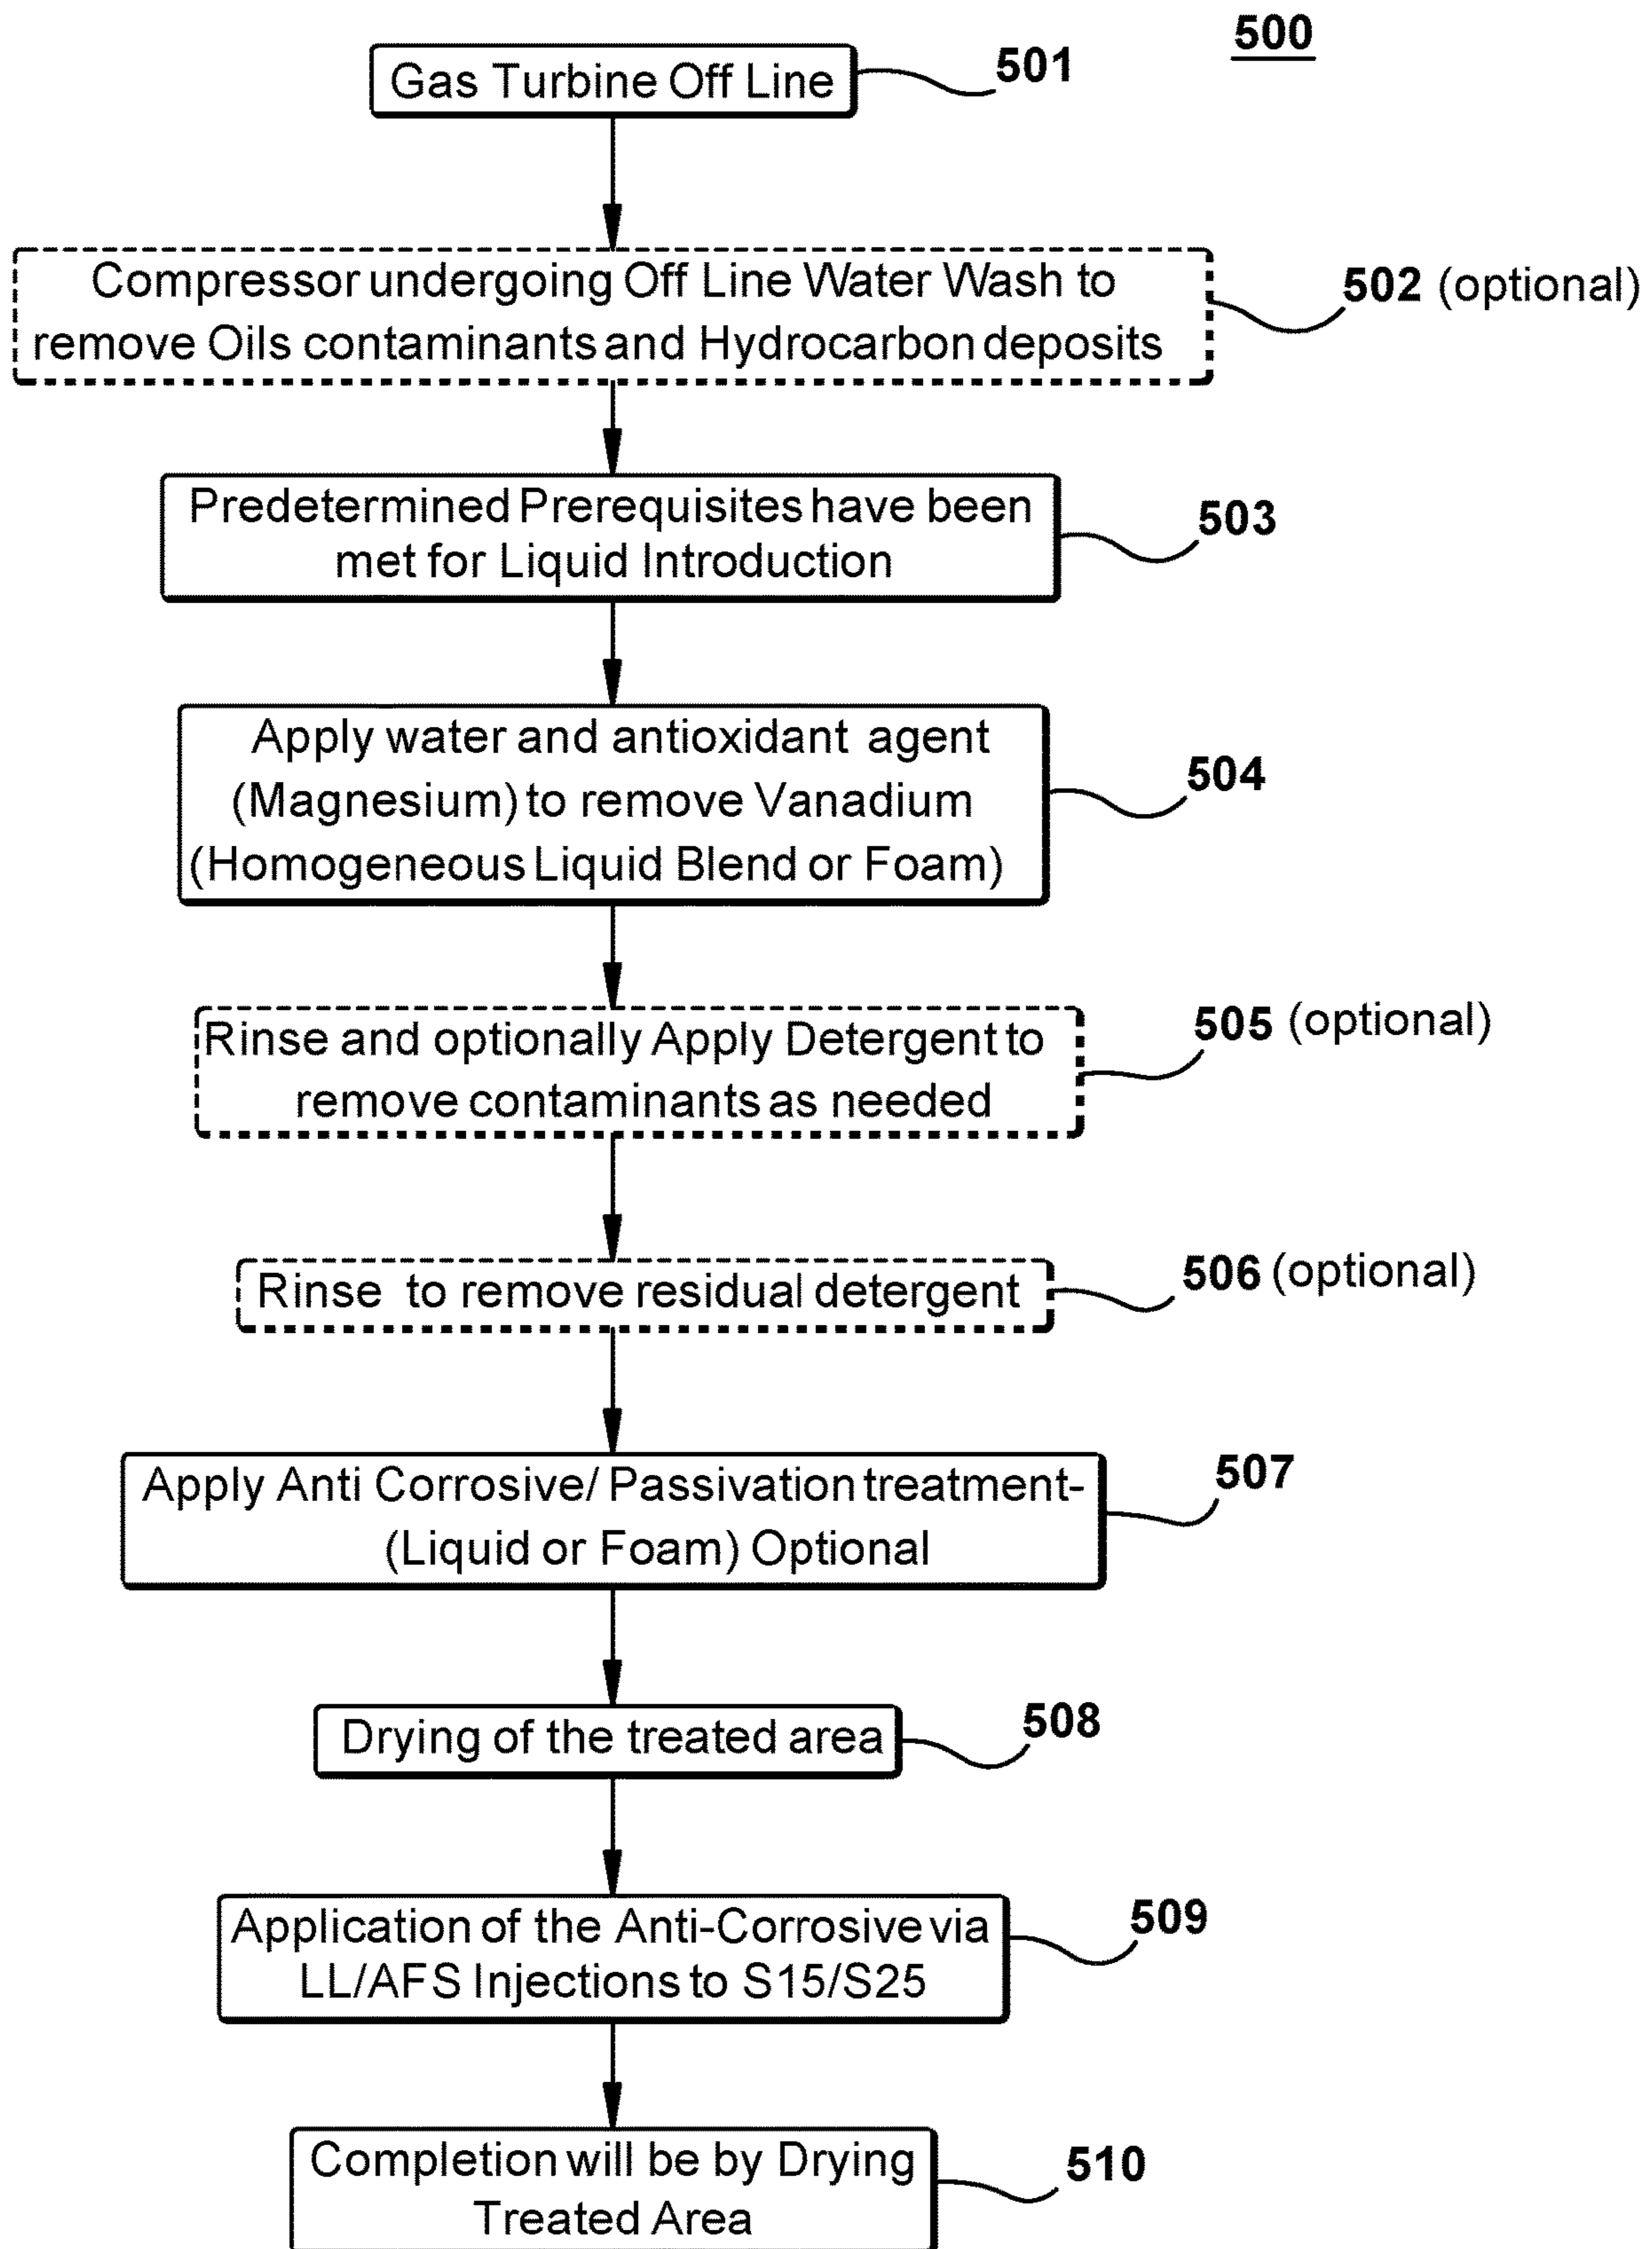 500
Gas Turbine Off Line
501
Compressor undergoing Off Line Water Wash to
remove Oils contaminants and Hydrocarbon deposits
502 (optional)
Predetermined Prerequisites have been
met for Liquid Introduction
503
Apply water and antioxidant agent
(Magnesium) to remove Vanadium
(Homogeneous Liquid Blend or Foam)
504
Rinse and optionally Apply Detergent to
remove contaminants as needed
505 (optional)
Rinse to remove residual detergent
506 (optional)
Apply Anti Corrosive/ Passivation treatment-
(Liquid or Foam) Optional
507
Drying of the treated area
508
Application of the Anti-Corrosive via
LL/AFS Injections to S15/S25
509
Completion will be by Drying
Treated Area
510